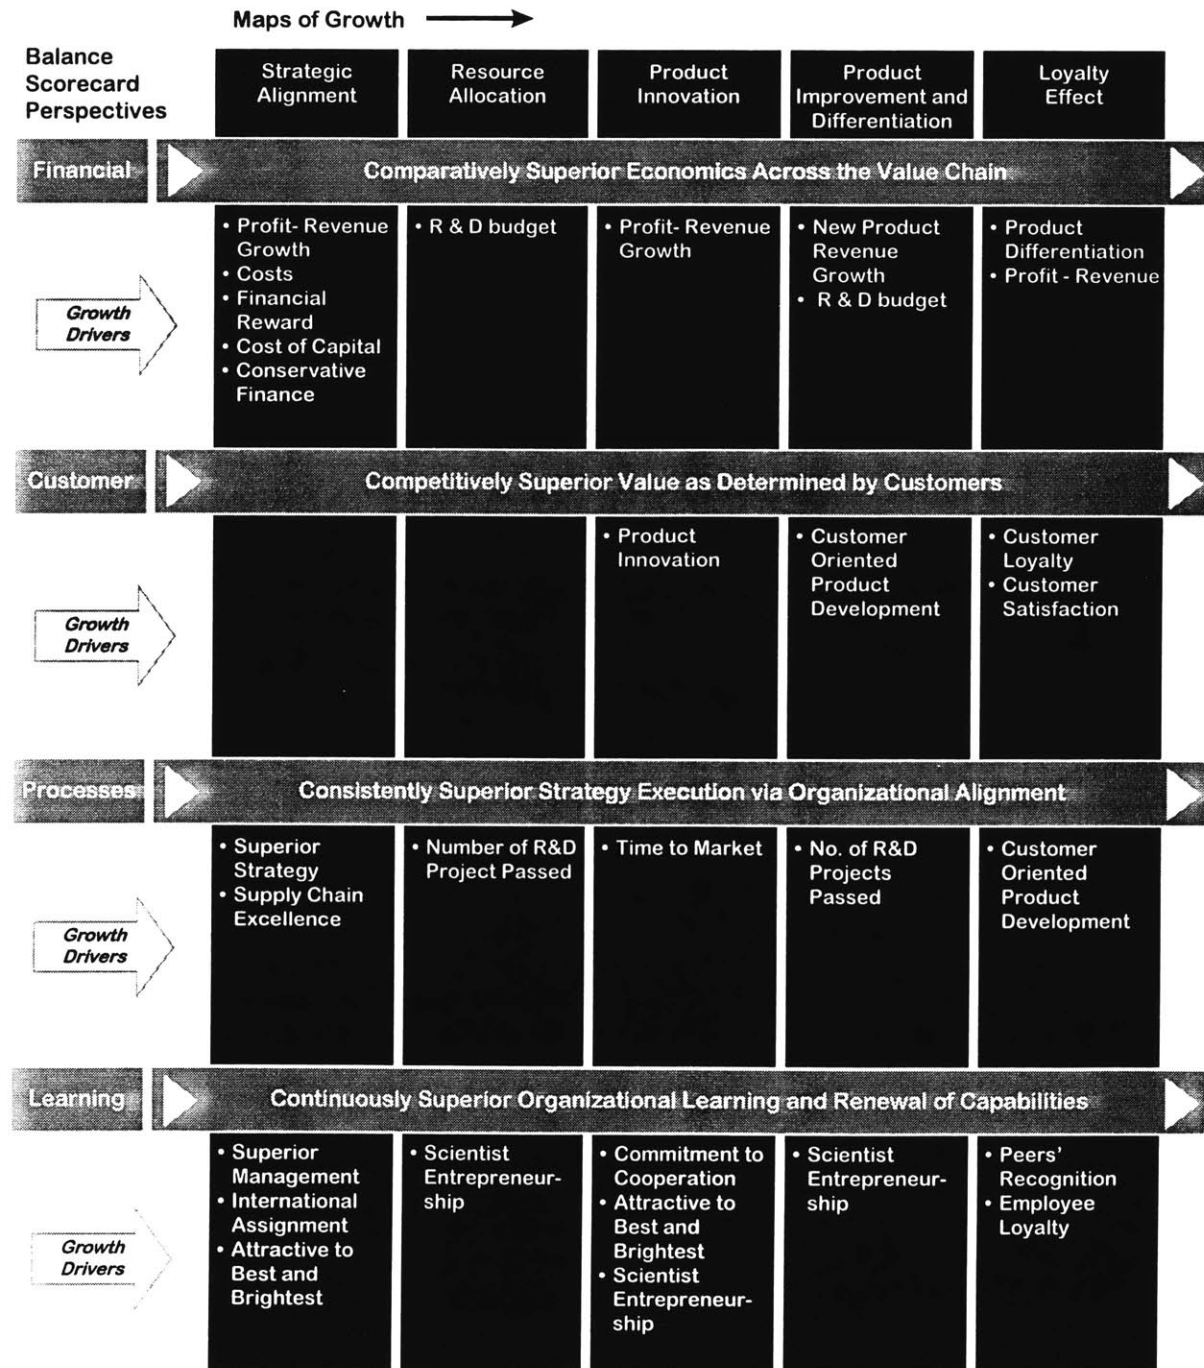 Maps of Growth
Balance
Scorecard
Perspectives
Strategic
Alignment
Resource
Allocation
Product
Innovation
Product
Improvement and
Differentiation
Loyalty
Effect
Financial
Comparatively Superior Economics Across the Value Chain
Growth
Drivers
• Profit- Revenue
Growth
• Costs
• Financial
Reward
• Cost of Capital
• Conservative
Finance
• R & D budget
• Profit- Revenue
Growth
• New Product
Revenue
Growth
• R & D budget
• Product
Differentiation
• Profit - Revenue
Customer
Competitively Superior Value as Determined by Customers
Growth
Drivers
• Product
Innovation
• Customer
Oriented
Product
Development
• Customer
Loyalty
• Customer
Satisfaction
Processes
Consistently Superior Strategy Execution via Organizational Alignment
Growth
Drivers
• Superior
Strategy
• Supply Chain
Excellence
• Number of R&D
Project Passed
• Time to Market
• No. of R&D
Projects
Passed
• Customer
Oriented
Product
Development
Learning
Continuously Superior Organizational Learning and Renewal of Capabilities
Growth
Drivers
• Superior
Management
• International
Assignment
• Attractive to
Best and
Brightest
• Scientist
Entrepreneur-
ship
• Commitment to
Cooperation
• Attractive to
Best and
Brightest
• Scientist
Entrepreneur-
ship
• Scientist
Entrepreneur-
ship
• Peers'
Recognition
• Employee
Loyalty